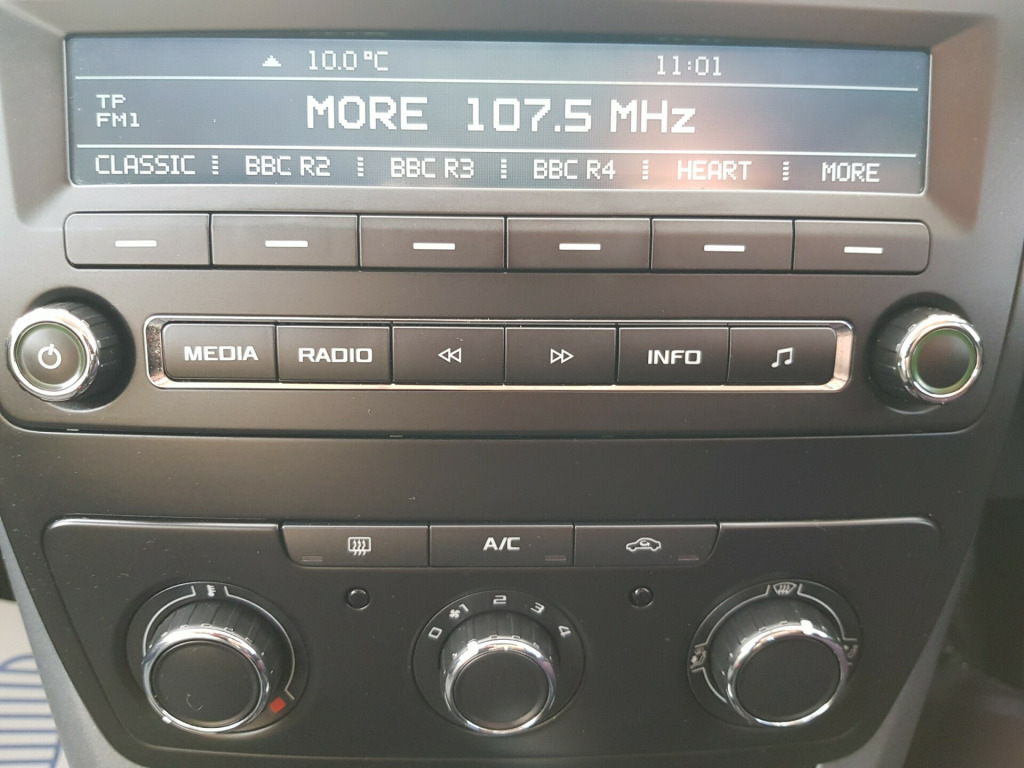 10.0°C 11:01
TP
FM1
MORE 107.5 MHz
CLASSIC BBC R2 BBC R3 BBC R4 HEART MORE
MEDIA RADIO INFO
A/C
0 1 2 3 4